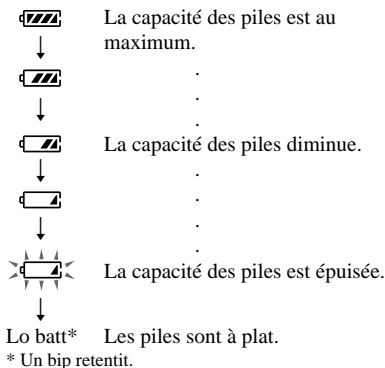 La capacité des piles est au
maximum.
.
.
.
La capacité des piles diminue.
.
.
.
La capacité des piles est épuisée.
Lo batt* Les piles sont à plat.
* Un bip retentit.